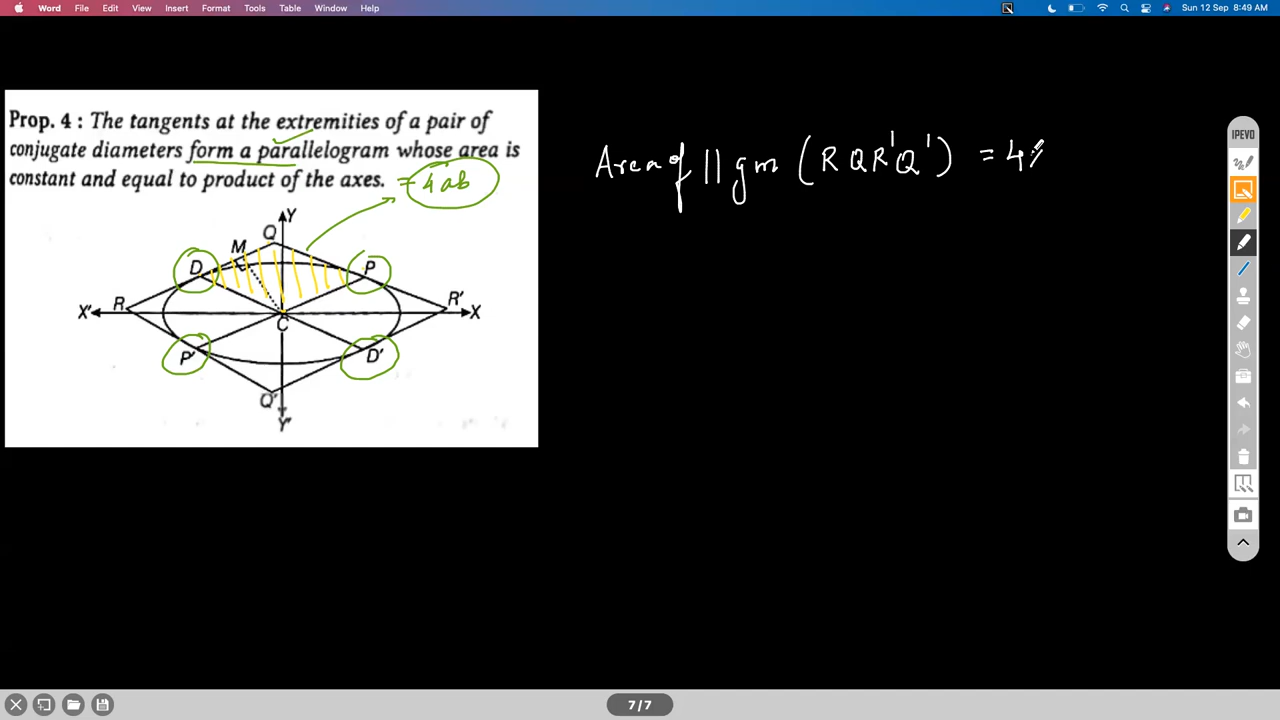 Word File Edit View Insert Format Tools Table Window Help Sun 12 Sep 8:49 AM
Prop. 4 : The tangents at the extremities of a pair of
conjugate diameters form a parallelogram whose area is
constant and equal to product of the axes. = 4ab
Area of ||gm (RQR'Q') = 4
Y
Q
M
D P
R R'
X' X
C
P' D'
Q'
Y'
IPEVO
7/7